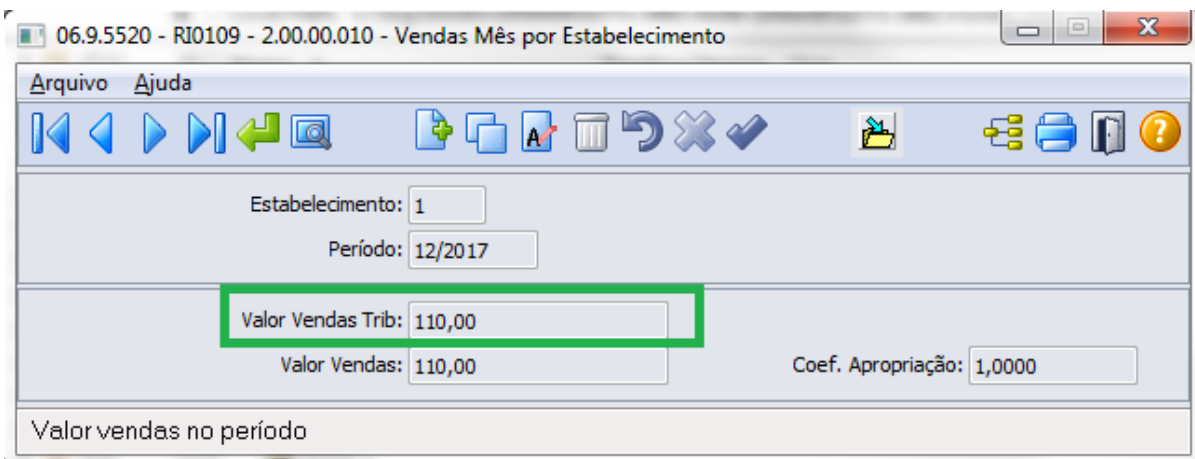 06.9.5520 - RI0109 - 2.00.00.010 - Vendas Mês por Estabelecimento
Arquivo Ajuda
Estabelecimento: 1
Período: 12/2017
Valor Vendas Trib: 110,00
Valor Vendas: 110,00 Coef. Apropriação: 1,0000
Valor vendas no período